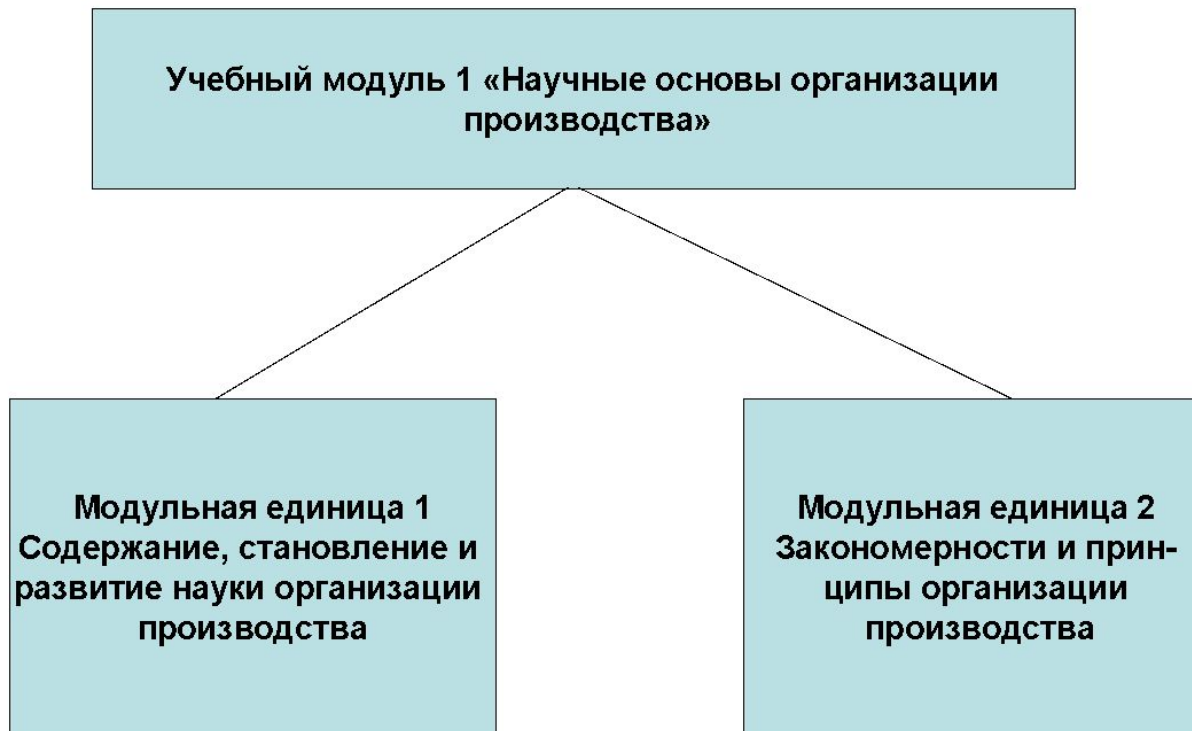 Учебный модуль 1 «Научные основы организации
производства»
Модульная единица 1
Содержание, становление и
развитие науки организации
производства
Модульная единица 2
Закономерности и прин-
ципы организации
производства